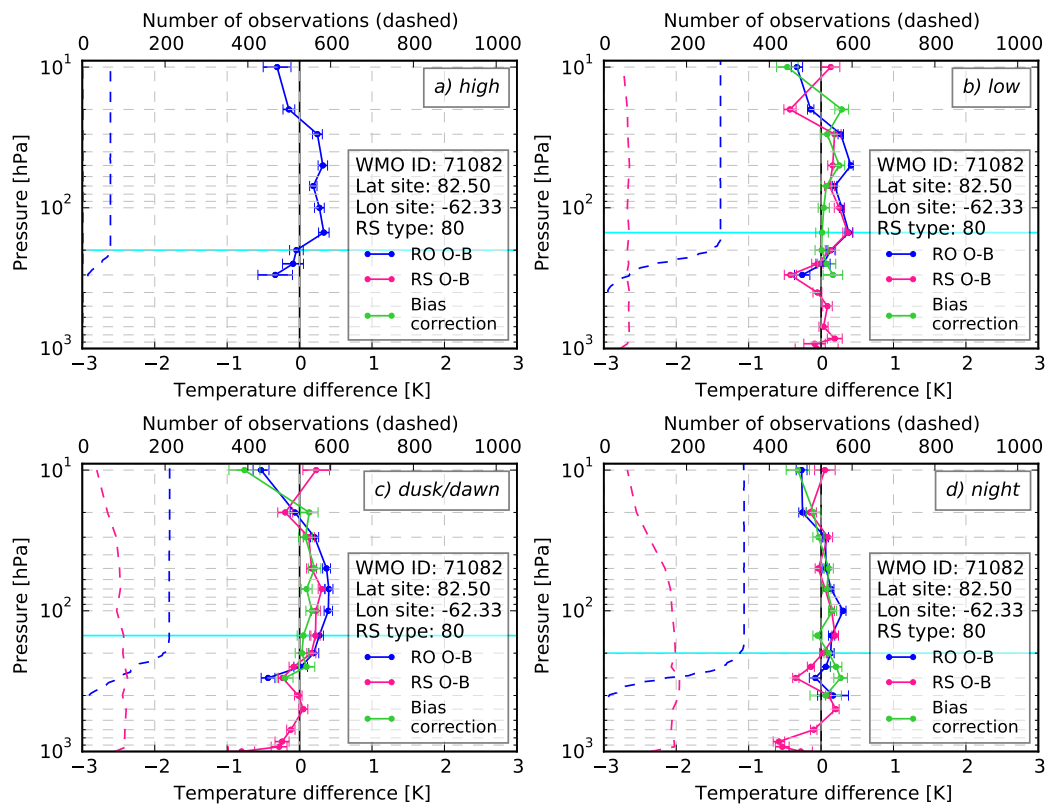 Number of observations (dashed)
0 200 400 600 800 1000
a) high
Pressure [hPa]
10¹
10²
10³
WMO ID: 71082
Lat site: 82.50
Lon site: -62.33
RS type: 80
RO O-B
RS O-B
Bias
correction
−3 −2 −1 0 1 2 3
Temperature difference [K]
Number of observations (dashed)
0 200 400 600 800 1000
b) low
Pressure [hPa]
10¹
10²
10³
WMO ID: 71082
Lat site: 82.50
Lon site: -62.33
RS type: 80
RO O-B
RS O-B
Bias
correction
−3 −2 −1 0 1 2 3
Temperature difference [K]
Number of observations (dashed)
0 200 400 600 800 1000
c) dusk/dawn
Pressure [hPa]
10¹
10²
10³
WMO ID: 71082
Lat site: 82.50
Lon site: -62.33
RS type: 80
RO O-B
RS O-B
Bias
correction
−3 −2 −1 0 1 2 3
Temperature difference [K]
Number of observations (dashed)
0 200 400 600 800 1000
d) night
Pressure [hPa]
10¹
10²
10³
WMO ID: 71082
Lat site: 82.50
Lon site: -62.33
RS type: 80
RO O-B
RS O-B
Bias
correction
−3 −2 −1 0 1 2 3
Temperature difference [K]